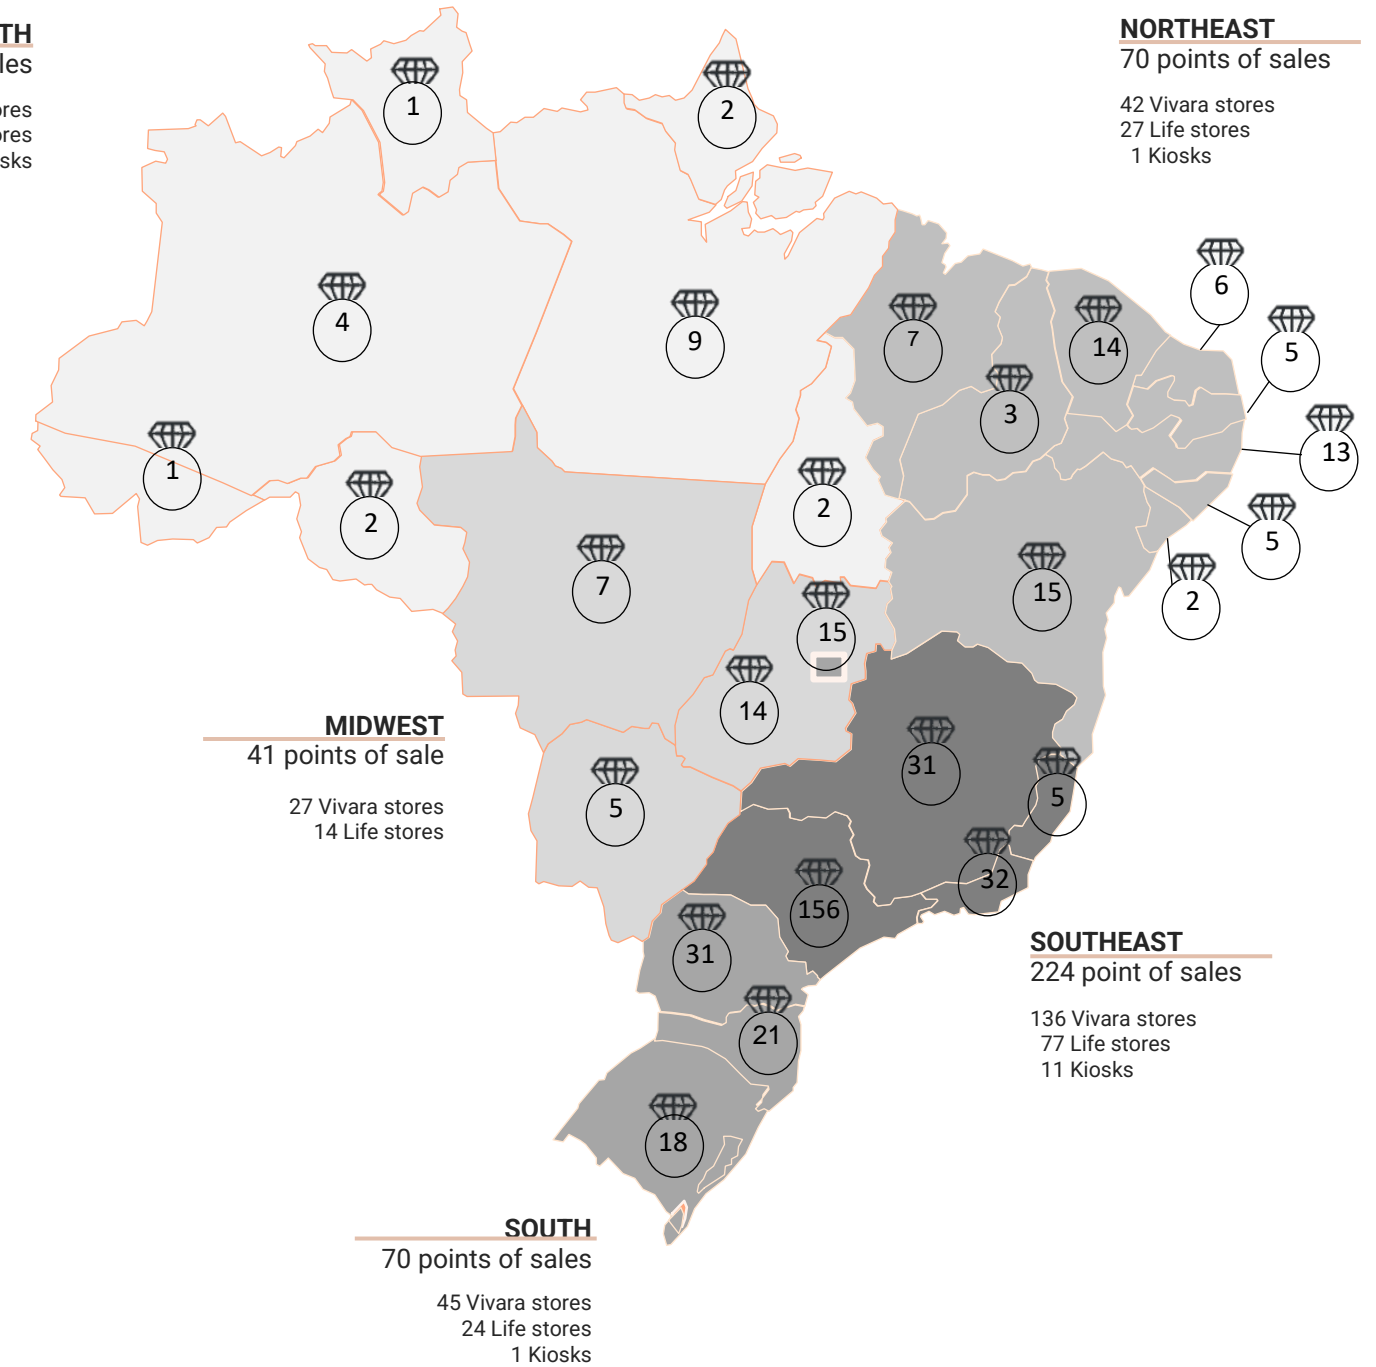 TH
les
ores
ores
sks
NORTHEAST
70 points of sales
42 Vivara stores
27 Life stores
1 Kiosks
1
2
4
9
7
14
3
6
5
13
5
2
15
1
2
2
7
15
14
5
MIDWEST
41 points of sale
27 Vivara stores
14 Life stores
31
5
32
156
SOUTHEAST
224 point of sales
136 Vivara stores
77 Life stores
11 Kiosks
31
21
18
SOUTH
70 points of sales
45 Vivara stores
24 Life stores
1 Kiosks